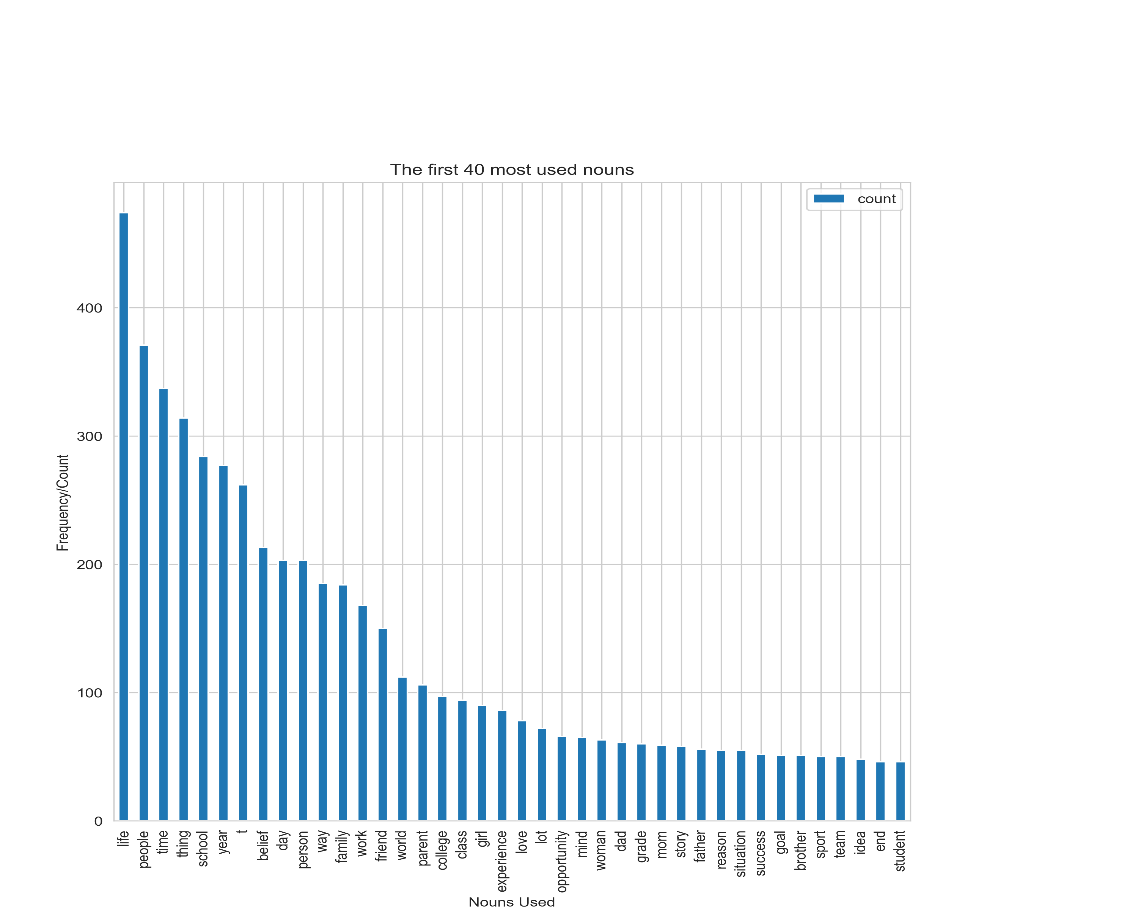 The first 40 most used nouns
count
400
300
200
100
0
Frequency/Count
life people time thing school year t belief day person way family work friend world parent college class girl experience love lot opportunity mind woman dad grade mom story father reason situation success goal brother sport team idea end student
Nouns Used